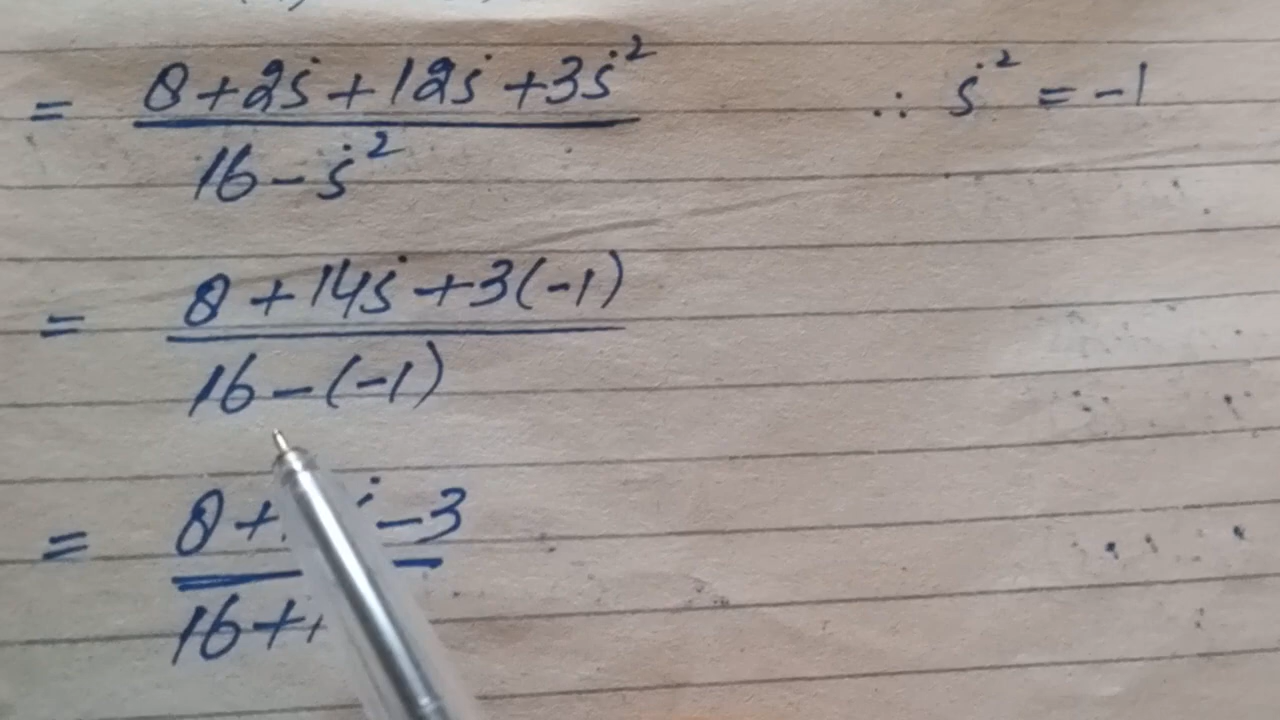 = 8+2i+12i+3i² ∴ i² = -1
16-i²
= 8+14i+3(-1)
16-(-1)
= 8+ -3
16+